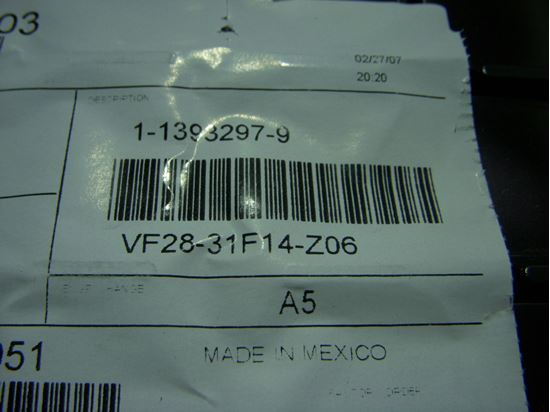 03
02/27/07
20:20
DESCRIPTION
1-1393297-9
VF28-31F14-Z06
A5
051
MADE IN MEXICO